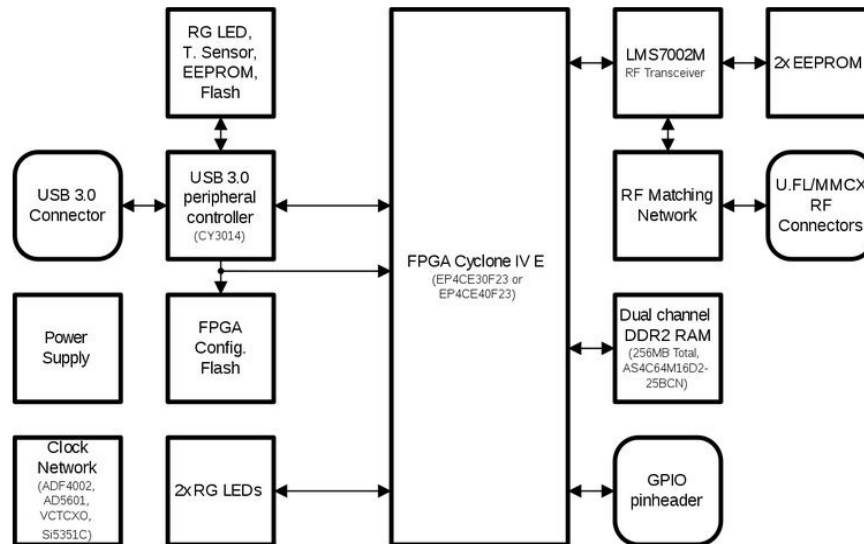 RG LED,
T. Sensor,
EEPROM,
Flash
LMS7002M
RF Transceiver
2x EEPROM
USB 3.0
Connector
USB 3.0
peripheral
controller
(CY3014)
FPGA Cyclone IV E
(EP4CE30F23 or
EP4CE40F23)
RF Matching
Network
U.FL/MMCX
RF
Connectors
Power
Supply
FPGA
Config.
Flash
Dual channel
DDR2 RAM
(256MB Total,
AS4C64M16D2-
25BCN)
Clock
Network
(ADF4002,
AD5601,
VCTCXO,
Si5351C)
2x RG LEDs
GPIO
pinheader